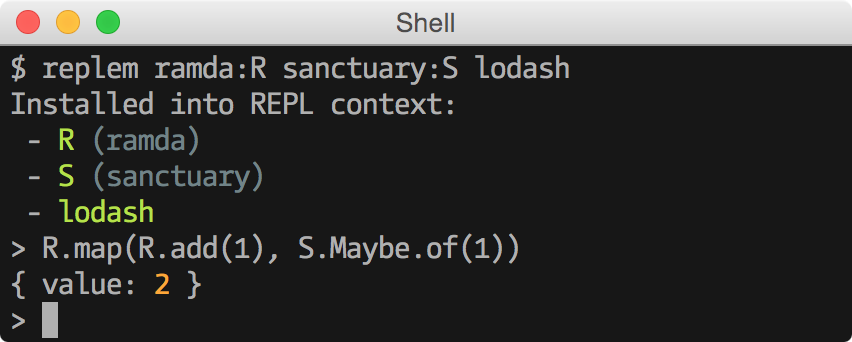 Shell
$ replem ramda:R sanctuary:S lodash
Installed into REPL context:
 - R (ramda)
 - S (sanctuary)
 - lodash
> R.map(R.add(1), S.Maybe.of(1))
{ value: 2 }
>